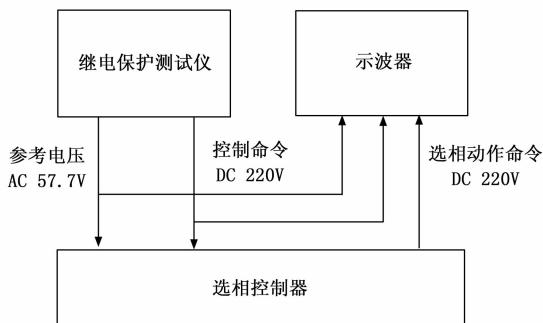 继电保护测试仪
示波器
参考电压
AC 57.7V
控制命令
DC 220V
选相动作命令
DC 220V
选相控制器